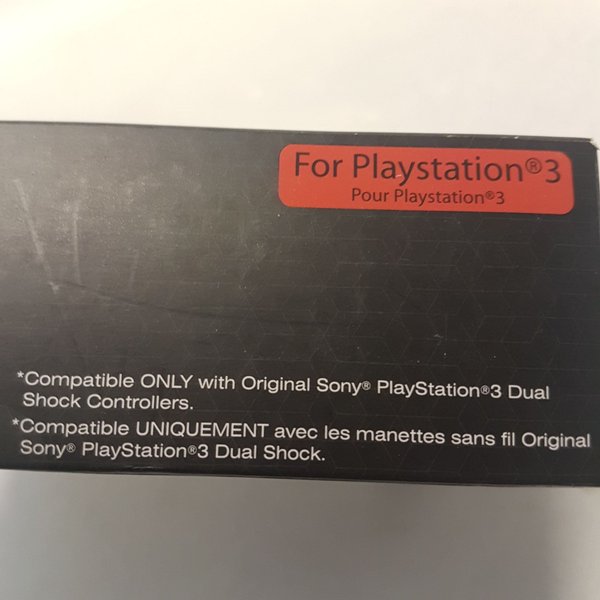 For Playstation®3
Pour Playstation®3
*Compatible ONLY with Original Sony® PlayStation®3 Dual
Shock Controllers.
*Compatible UNIQUEMENT avec les manettes sans fil Original
Sony® PlayStation®3 Dual Shock.